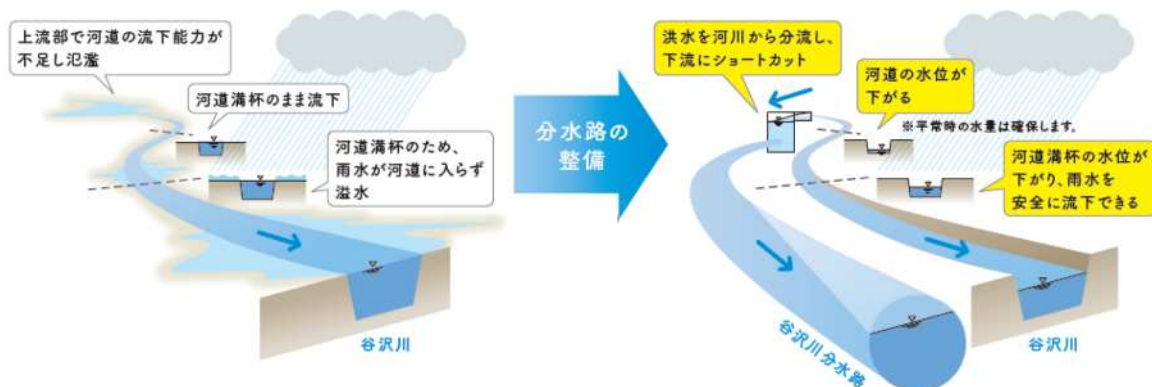 上流部で河道の流下能力が
不足し氾濫
河道満杯のまま流下
河道満杯のため、
雨水が河道に入らず
溢水
谷沢川
分水路の
整備
洪水を河川から分流し、
下流にショートカット
河道の水位が
下がる
※平常時の水量は確保します。
河道満杯の水位が
下がり、雨水を
安全に流下できる
谷沢川分水路
谷沢川